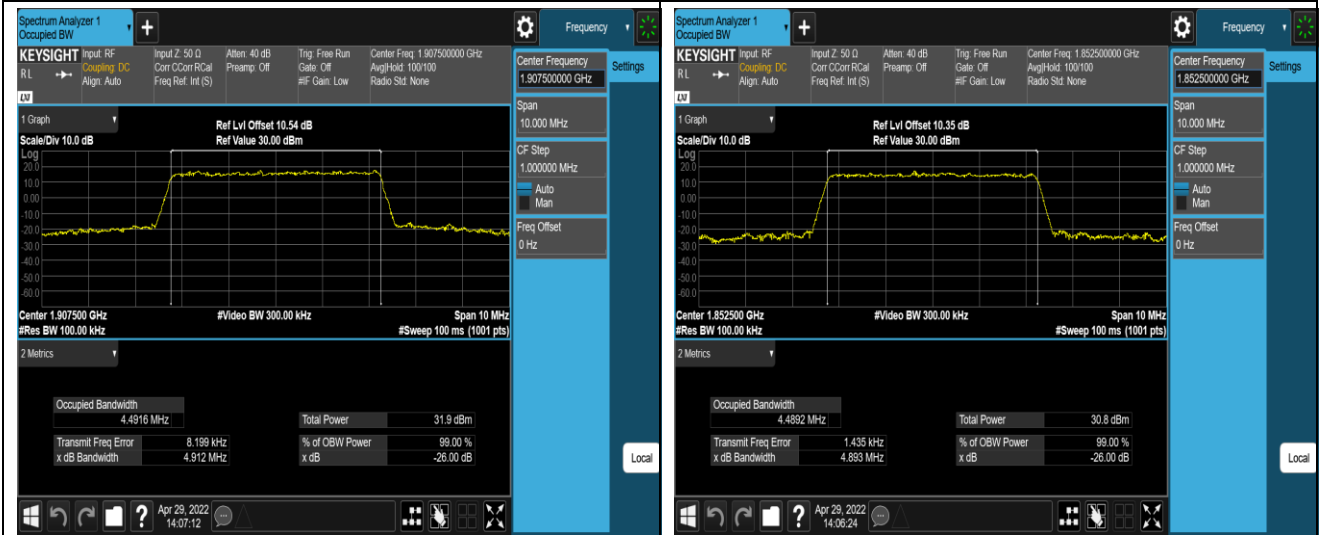 Spectrum Analyzer 1
Occupied BW
Frequency
KEYSIGHT
RL
LXI
Input: RF
Coupling: DC
Align: Auto
Input Z: 50 Ω
Corr CCorr RCal
Freq Ref: Int (S)
Atten: 40 dB
Preamp: Off
Trig: Free Run
Gate: Off
#IF Gain: Low
Center Freq: 1.907500000 GHz
Avg|Hold: 100/100
Radio Std: None
Center Frequency
1.907500000 GHz
Settings
Span
10.000 MHz
CF Step
1.000000 MHz
Auto
Man
Freq Offset
0 Hz
Local
1 Graph
Scale/Div 10.0 dB
Ref Lvl Offset 10.54 dB
Ref Value 30.00 dBm
Log
20.0
10.0
0.00
-10.0
-20.0
-30.0
-40.0
-50.0
-60.0
Center 1.907500 GHz
#Video BW 300.00 kHz
Span 10 MHz
#Res BW 100.00 kHz
#Sweep 100 ms (1001 pts)
2 Metrics
Occupied Bandwidth
4.4916 MHz
Total Power 31.9 dBm
Transmit Freq Error 8.199 kHz
% of OBW Power 99.00 %
x dB Bandwidth 4.912 MHz
x dB -26.00 dB
?
Apr 29, 2022
14:07:12
Spectrum Analyzer 1
Occupied BW
Frequency
KEYSIGHT
RL
LXI
Input: RF
Coupling: DC
Align: Auto
Input Z: 50 Ω
Corr CCorr RCal
Freq Ref: Int (S)
Atten: 40 dB
Preamp: Off
Trig: Free Run
Gate: Off
#IF Gain: Low
Center Freq: 1.852500000 GHz
Avg|Hold: 100/100
Radio Std: None
Center Frequency
1.852500000 GHz
Settings
Span
10.000 MHz
CF Step
1.000000 MHz
Auto
Man
Freq Offset
0 Hz
Local
1 Graph
Scale/Div 10.0 dB
Ref Lvl Offset 10.35 dB
Ref Value 30.00 dBm
Log
20.0
10.0
0.00
-10.0
-20.0
-30.0
-40.0
-50.0
-60.0
Center 1.852500 GHz
#Video BW 300.00 kHz
Span 10 MHz
#Res BW 100.00 kHz
#Sweep 100 ms (1001 pts)
2 Metrics
Occupied Bandwidth
4.4892 MHz
Total Power 30.8 dBm
Transmit Freq Error 1.435 kHz
% of OBW Power 99.00 %
x dB Bandwidth 4.893 MHz
x dB -26.00 dB
?
Apr 29, 2022
14:06:24